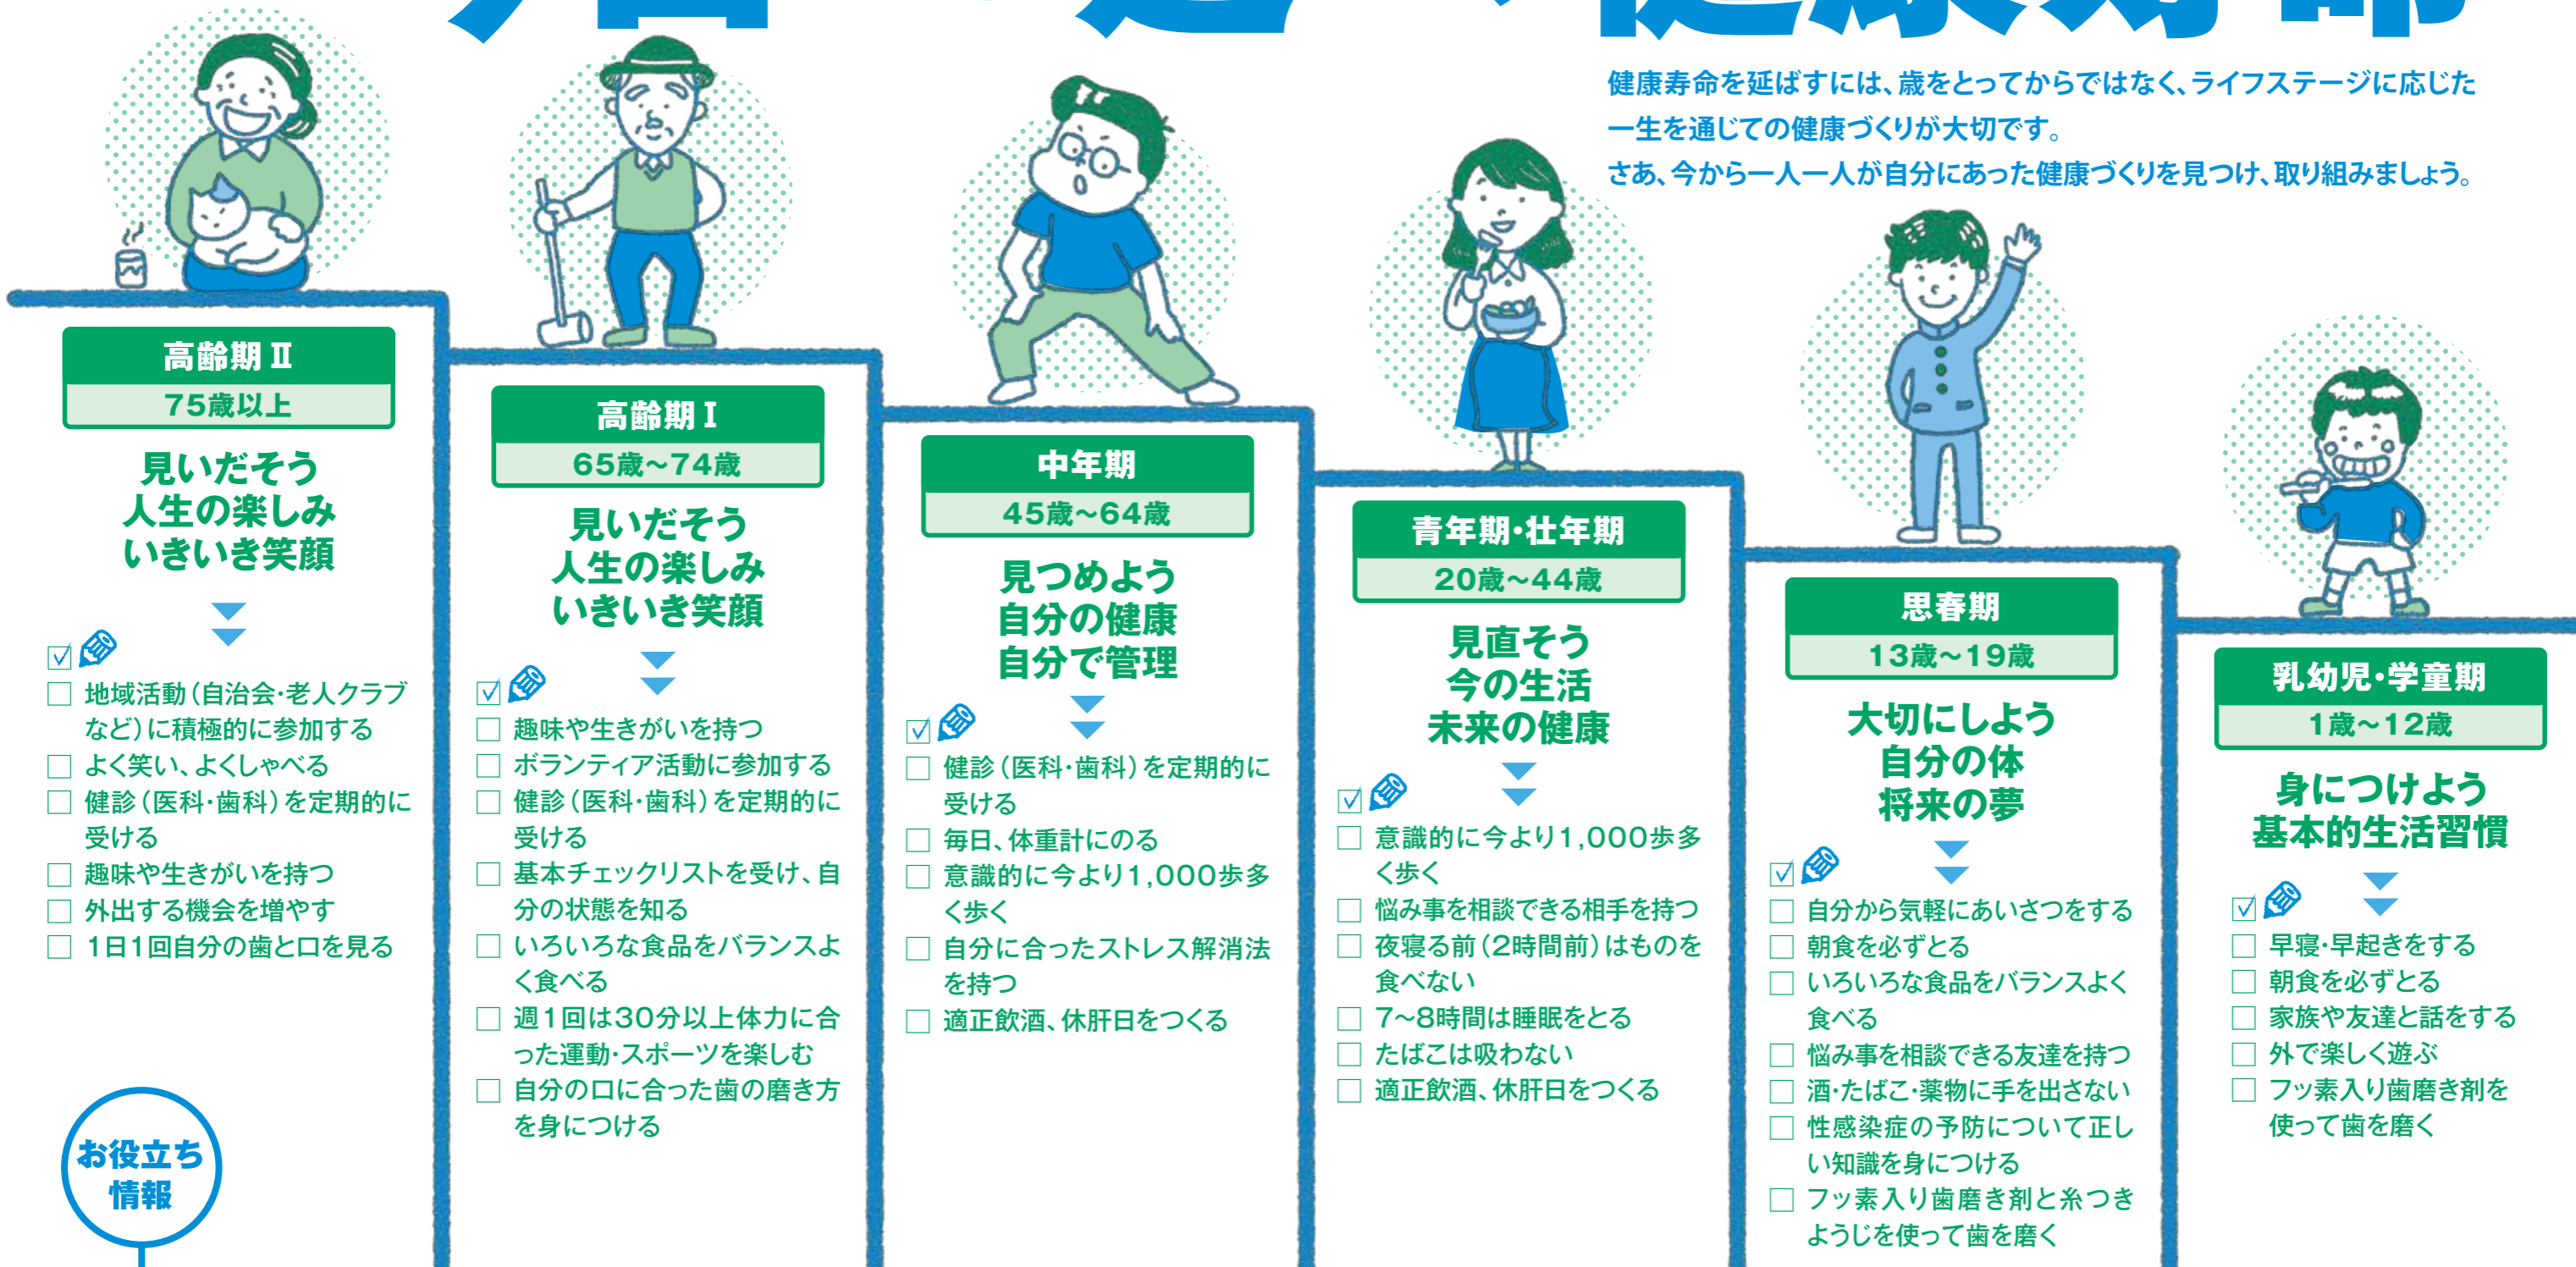 健康寿命
健康寿命を延ばすには、歳をとってからではなく、ライフステージに応じた
一生を通じての健康づくりが大切です。
さあ、今から一人一人が自分にあった健康づくりを見つけ、取り組みましょう。
高齢期Ⅱ
75歳以上
見いだそう
人生の楽しみ
いきいき笑顔
地域活動（自治会・老人クラブ
など）に積極的に参加する
よく笑い、よくしゃべる
健診（医科・歯科）を定期的に
受ける
趣味や生きがいを持つ
外出する機会を増やす
1日1回自分の歯と口を見る
お役立ち
情報
高齢期Ⅰ
65歳～74歳
見いだそう
人生の楽しみ
いきいき笑顔
趣味や生きがいを持つ
ボランティア活動に参加する
健診（医科・歯科）を定期的に
受ける
基本チェックリストを受け、自
分の状態を知る
いろいろな食品をバランスよ
く食べる
週1回は30分以上体力に合
った運動・スポーツを楽しむ
自分の口に合った歯の磨き方
を身につける
中年期
45歳～64歳
見つめよう
自分の健康
自分で管理
健診（医科・歯科）を定期的に
受ける
毎日、体重計にのる
意識的に今より1,000歩多
く歩く
自分に合ったストレス解消法
を持つ
適正飲酒、休肝日をつくる
青年期・壮年期
20歳～44歳
見直そう
今の生活
未来の健康
意識的に今より1,000歩多
く歩く
悩み事を相談できる相手を持つ
夜寝る前（2時間前）はものを
食べない
7～8時間は睡眠をとる
たばこは吸わない
適正飲酒、休肝日をつくる
思春期
13歳～19歳
大切にしよう
自分の体
将来の夢
自分から気軽にあいさつをする
朝食を必ずとる
いろいろな食品をバランスよく
食べる
悩み事を相談できる友達を持つ
酒・たばこ・薬物に手を出さない
性感染症の予防について正し
い知識を身につける
フッ素入り歯磨き剤と糸つき
ようじを使って歯を磨く
乳幼児・学童期
1歳～12歳
身につけよう
基本的生活習慣
早寝・早起きをする
朝食を必ずとる
家族や友達と話をする
外で楽しく遊ぶ
フッ素入り歯磨き剤を
使って歯を磨く